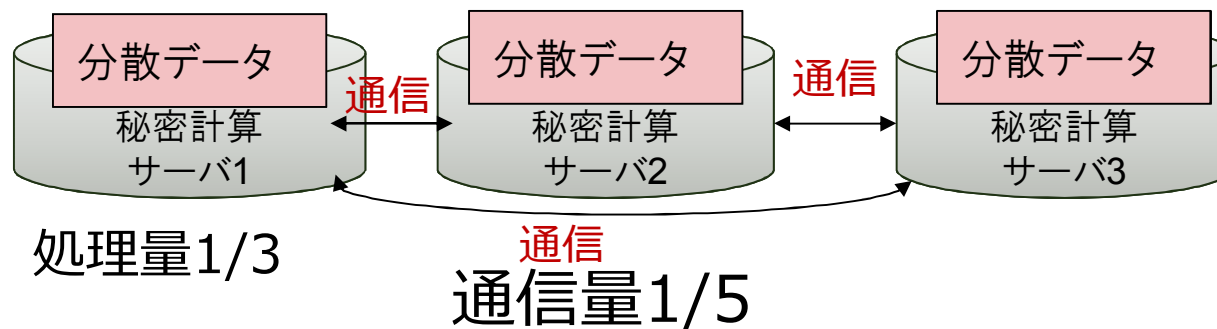 分散データ
通信
秘密計算
サーバ1
分散データ
秘密計算
サーバ2
通信
分散データ
秘密計算
サーバ3
通信
処理量1/3
通信量1/5